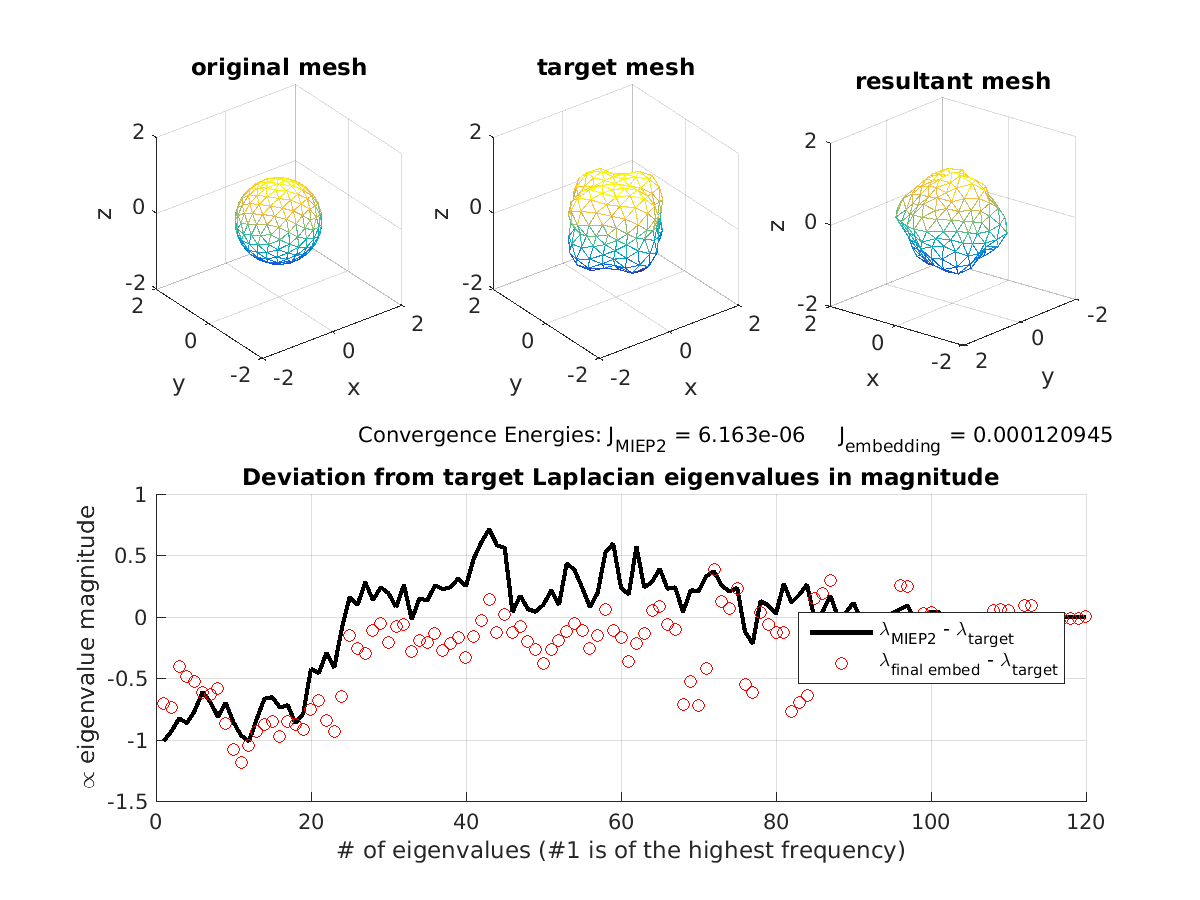 original mesh
target mesh
resultant mesh
2
0
-2
z
2
0
-2
y
-2
0
2
x
2
0
-2
z
2
0
-2
y
-2
0
2
x
2
0
-2
z
2
0
-2
x
2
0
-2
y
Convergence Energies: J_MIEP2 = 6.163e-06 J_embedding = 0.000120945
Deviation from target Laplacian eigenvalues in magnitude
∝ eigenvalue magnitude
1
0.5
0
-0.5
-1
-1.5
λ_MIEP2 - λ_target
λ_final embed - λ_target
0 20 40 60 80 100 120
# of eigenvalues (#1 is of the highest frequency)